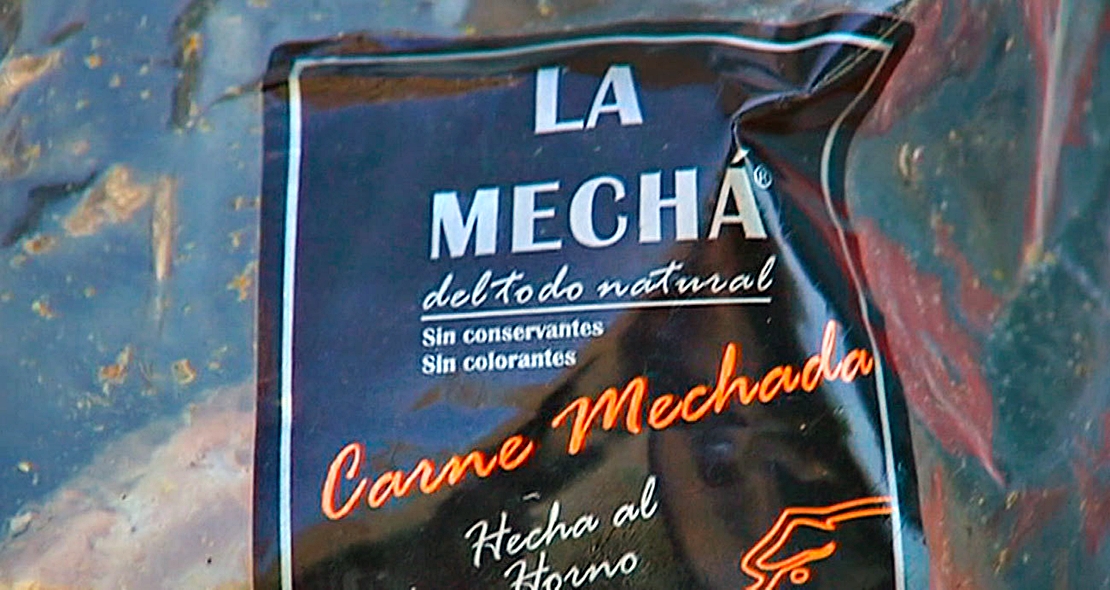 LA
MECHÁ®
del todo natural
Sin conservantes
Sin colorantes
Carne Mechada
Hecha al
Horno